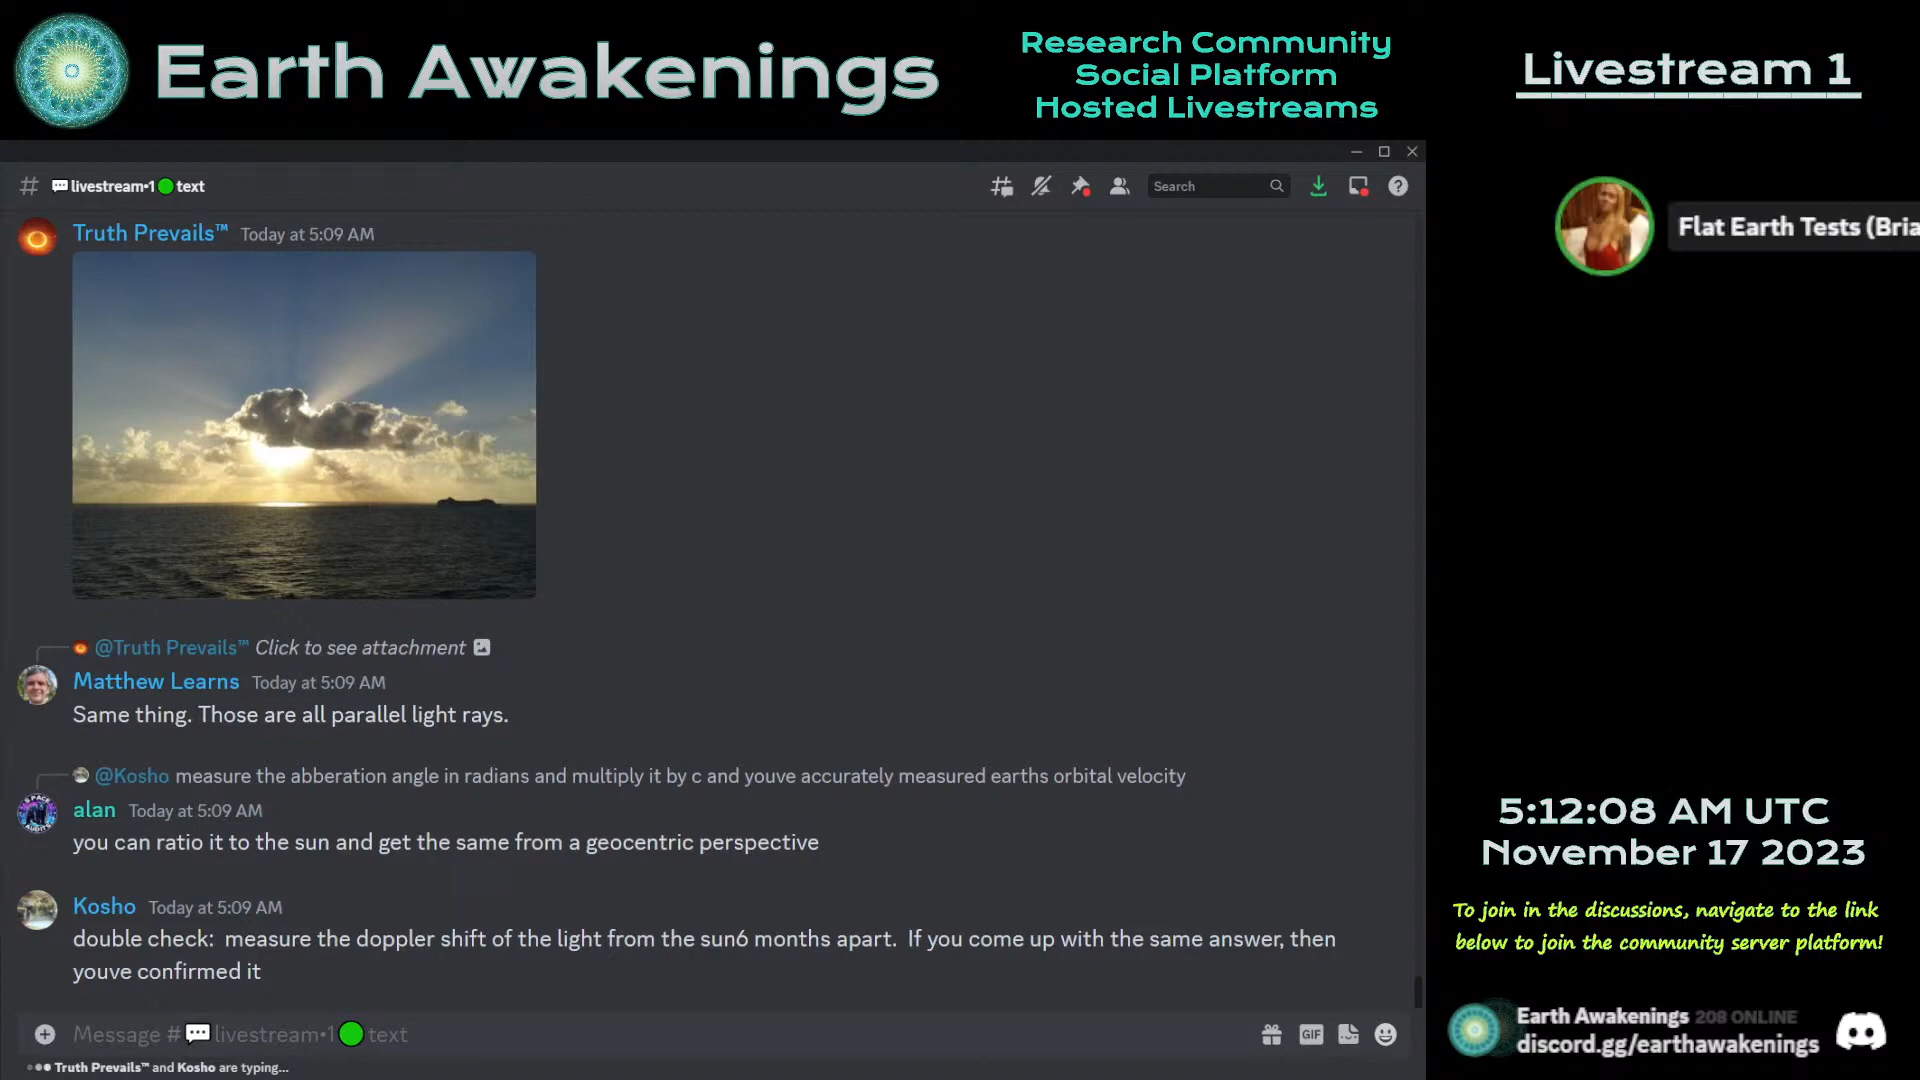 Earth Awakenings
Research Community
Social Platform
Hosted Livestreams
Livestream 1
# 💬livestream•1🟢text
Search
Truth Prevails™ Today at 5:09 AM
@Truth Prevails™ Click to see attachment
Matthew Learns Today at 5:09 AM
Same thing. Those are all parallel light rays.
@Kosho measure the abberation angle in radians and multiply it by c and youve accurately measured earths orbital velocity
alan Today at 5:09 AM
you can ratio it to the sun and get the same from a geocentric perspective
Kosho Today at 5:09 AM
double check: measure the doppler shift of the light from the sun6 months apart. If you come up with the same answer, then
youve confirmed it
Message #💬livestream•1🟢text
GIF
Truth Prevails™ and Kosho are typing...
Flat Earth Tests (Bria
5:12:08 AM UTC
November 17 2023
To join in the discussions, navigate to the link
below to join the community server platform!
Earth Awakenings 208 ONLINE
discord.gg/earthawakenings